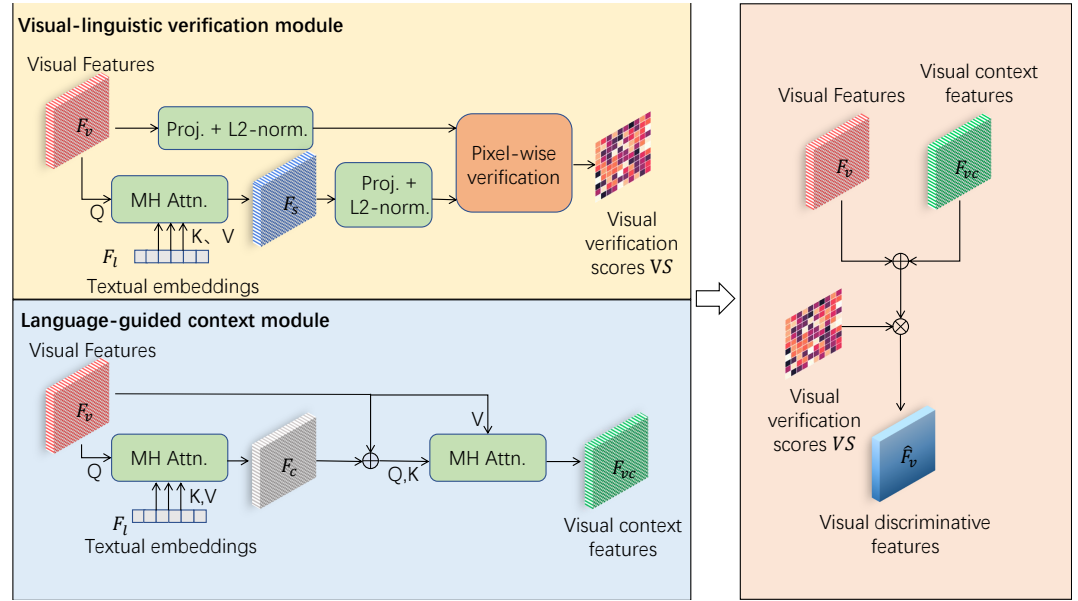 Visual-linguistic verification module
Visual Features
F_v
Proj. + L2-norm.
Q
MH Attn.
F_s
Proj. +
L2-norm.
Pixel-wise
verification
K、V
F_l
Textual embeddings
Visual
verification
scores VS
Language-guided context module
Visual Features
F_v
Q
MH Attn.
F_c
V
Q,K
MH Attn.
F_vc
K,V
F_l
Textual embeddings
Visual context
features
Visual Features
Visual context
features
F_v
F_vc
Visual
verification
scores VS
F̂_v
Visual discriminative
features